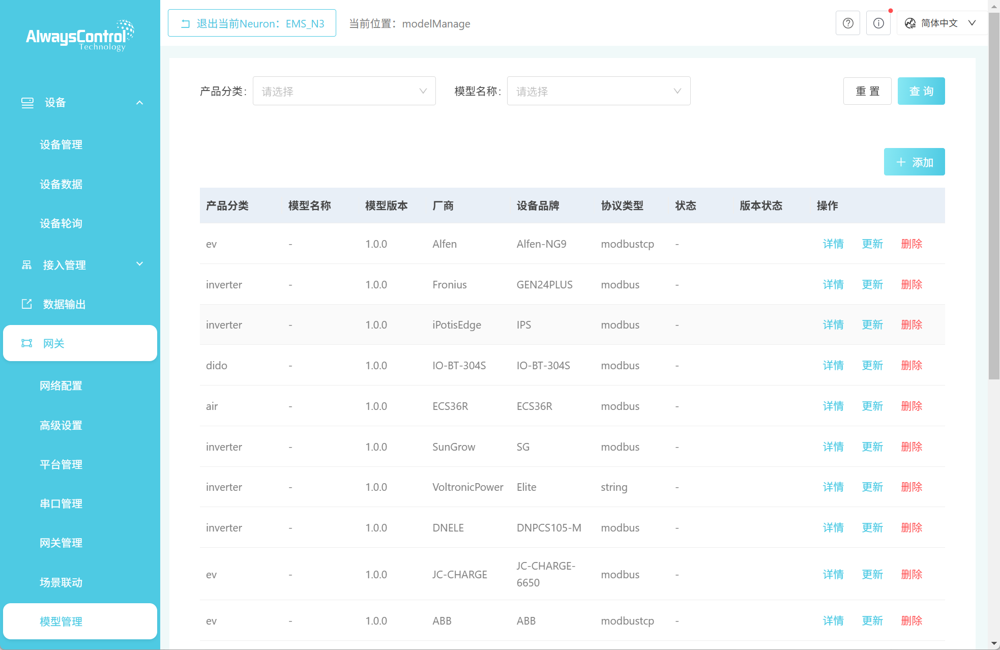 AlwaysControl
Technology
退出当前Neuron：EMS_N3
当前位置：modelManage
简体中文
设备
设备管理
设备数据
设备轮询
接入管理
数据输出
网关
网络配置
高级设置
平台管理
串口管理
网关管理
场景联动
模型管理
产品分类: 请选择 模型名称: 请选择 重 置 查 询
添加
产品分类 模型名称 模型版本 厂商 设备品牌 协议类型 状态 版本状态 操作
ev - 1.0.0 Alfen Alfen-NG9 modbustcp - 详情 更新 删除
inverter - 1.0.0 Fronius GEN24PLUS modbus - 详情 更新 删除
inverter - 1.0.0 iPotisEdge IPS modbus - 详情 更新 删除
dido - 1.0.0 IO-BT-304S IO-BT-304S modbus - 详情 更新 删除
air - 1.0.0 ECS36R ECS36R modbus - 详情 更新 删除
inverter - 1.0.0 SunGrow SG modbus - 详情 更新 删除
inverter - 1.0.0 VoltronicPower Elite string - 详情 更新 删除
inverter - 1.0.0 DNELE DNPCS105-M modbus - 详情 更新 删除
ev - 1.0.0 JC-CHARGE JC-CHARGE-
6650 modbus - 详情 更新 删除
ev - 1.0.0 ABB ABB modbustcp - 详情 更新 删除